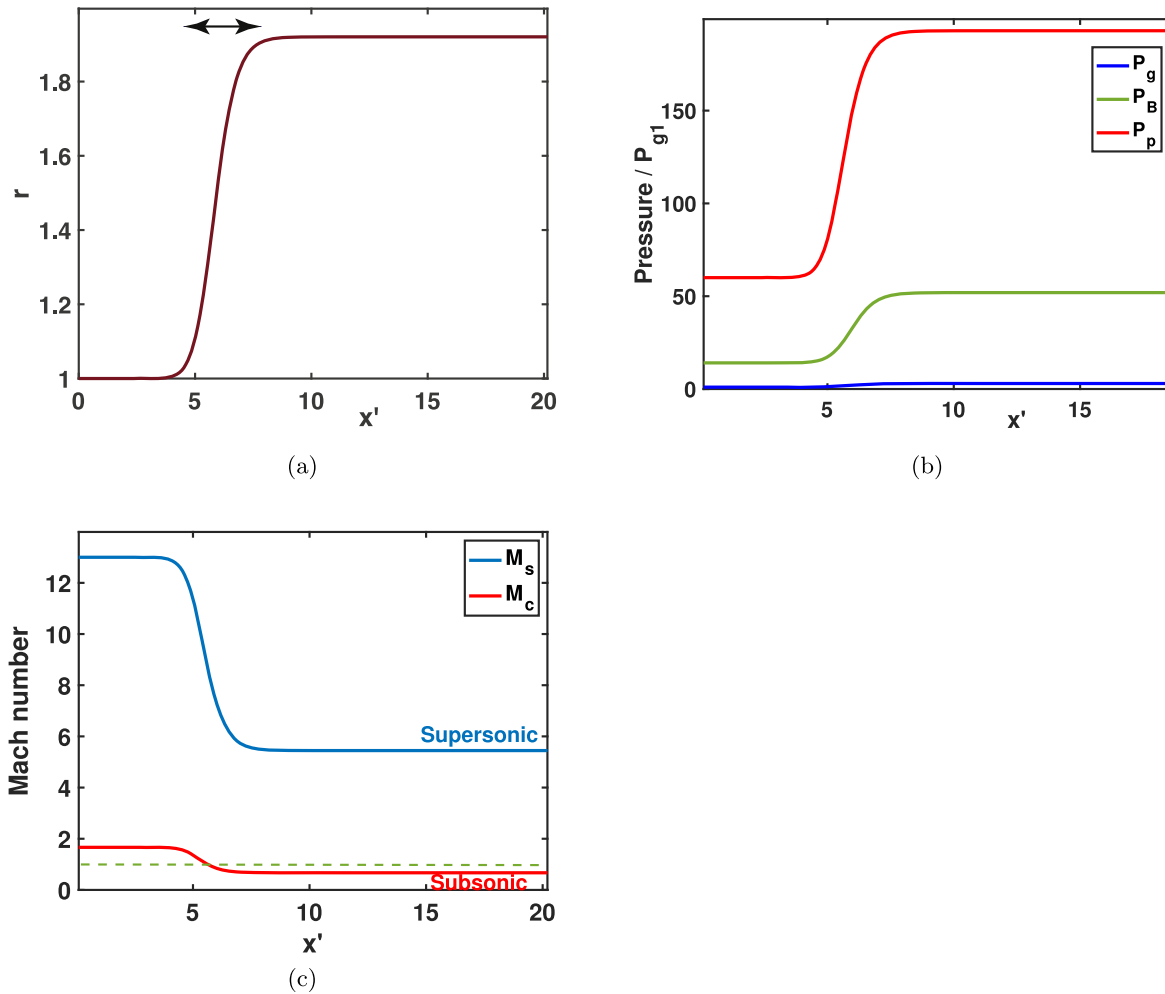 1.8
1.6
r
1.4
1.2
1
0 5 10 15 20
x'
(a)
P_g
P_B
P_p
150
Pressure / P_g1
100
50
0
5 10 15
x'
(b)
M_s
M_c
12
10
Mach number
8
6
4
2
0
Supersonic
Subsonic
5 10 15 20
x'
(c)